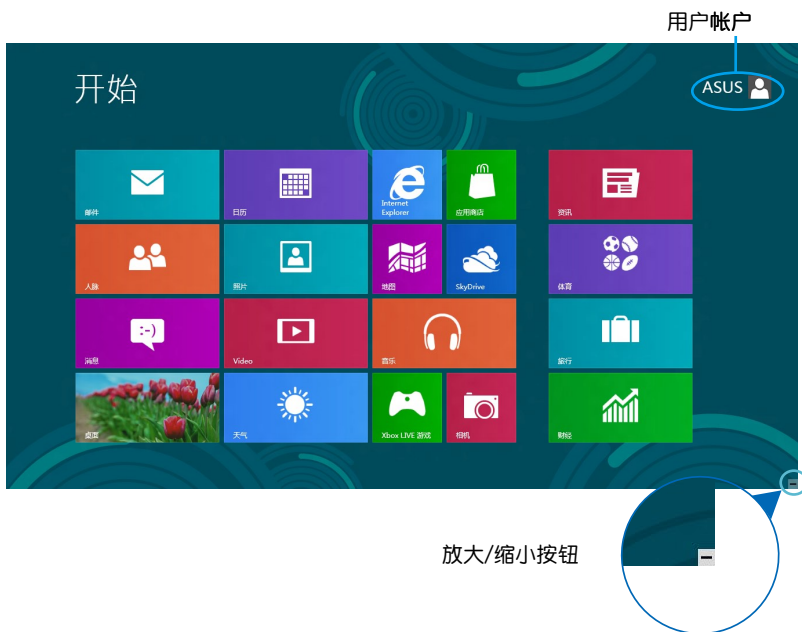 用户帐户
开始
ASUS
邮件
日历
Internet
Explorer
应用商店
资讯
人脉
照片
地图
SkyDrive
体育
:-)
消息
Video
音乐
旅行
桌面
天气
Xbox LIVE 游戏
相机
财经
放大/缩小按钮